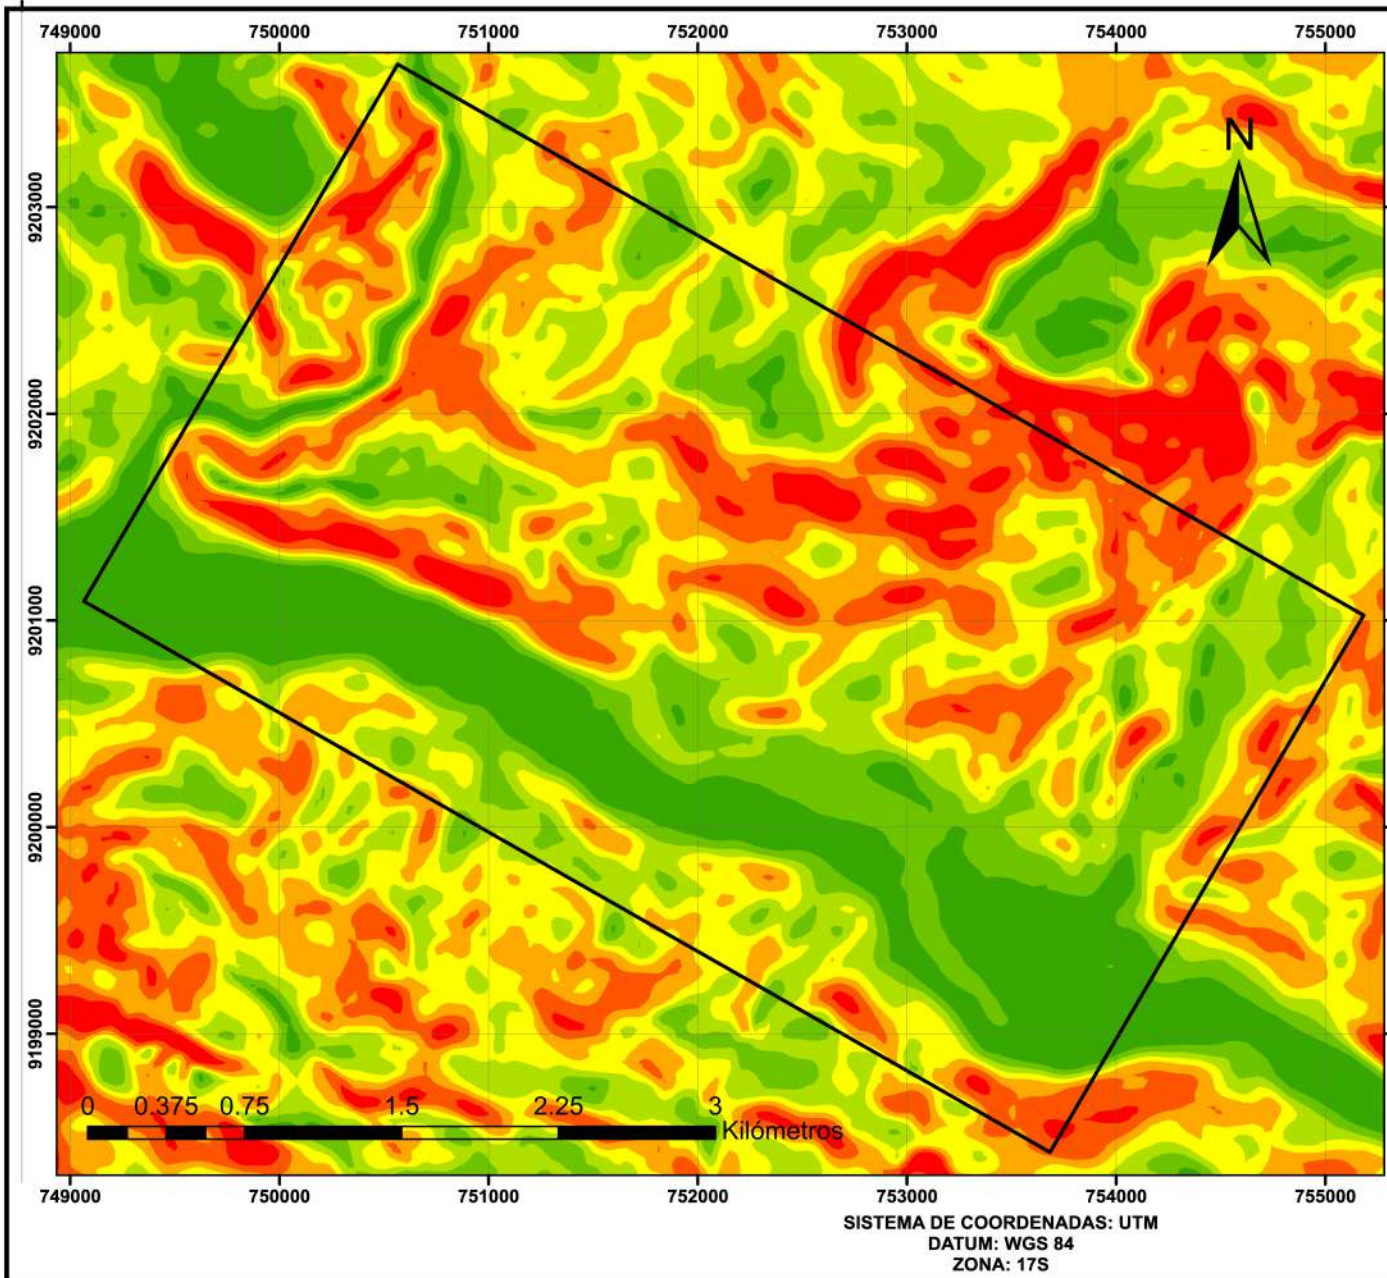 749000 750000 751000 752000 753000 754000 755000
N
9203000
9202000
9201000
9200000
9199000
0 0.375 0.75 1.5 2.25 3
Kilómetros
749000 750000 751000 752000 753000 754000 755000
SISTEMA DE COORDENADAS: UTM
DATUM: WGS 84
ZONA: 17S